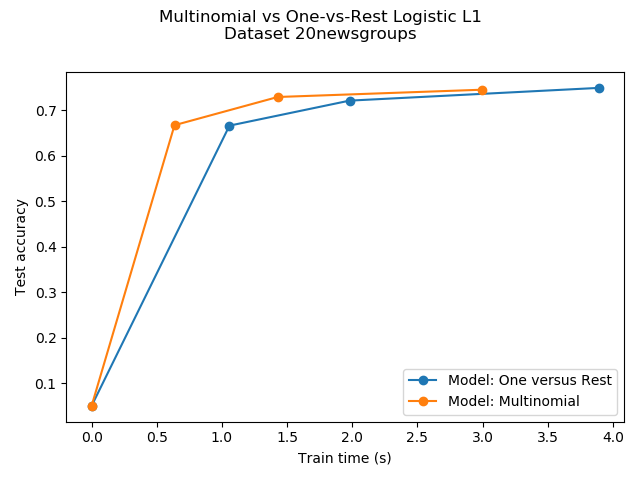 Multinomial vs One-vs-Rest Logistic L1
Dataset 20newsgroups
Test accuracy
0.7
0.6
0.5
0.4
0.3
0.2
0.1
Model: One versus Rest
Model: Multinomial
0.0 0.5 1.0 1.5 2.0 2.5 3.0 3.5 4.0
Train time (s)